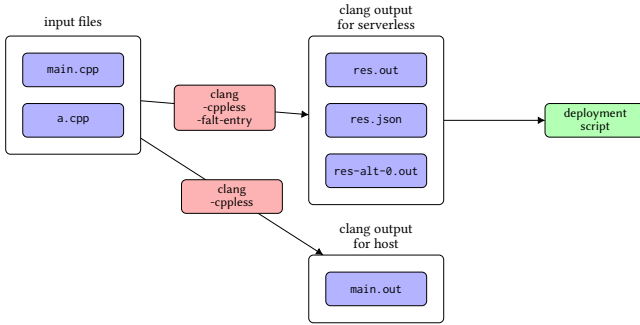 input files
main.cpp
a.cpp
clang
-cppless
-falt-entry
clang
-cppless
clang output
for serverless
res.out
res.json
res-alt-0.out
clang output
for host
main.out
deployment
script